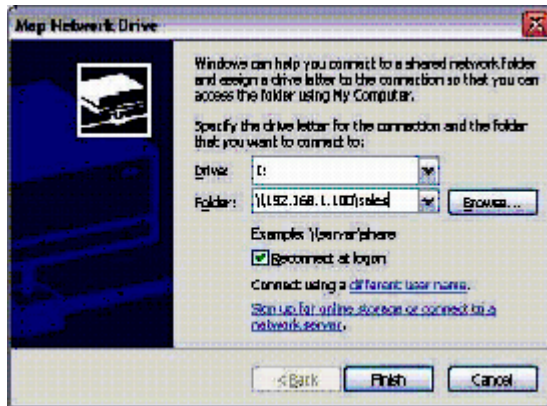 Map Network Drive
Windows can help you connect to a shared network folder
and assign a drive letter to the connection so that you can
access the folder using My Computer.
Specify the drive letter for the connection and the folder
that you want to connect to:
Drive:
Folder: \\192.168.1.100\sales Browse...
Example: \\server\share
Reconnect at logon
Connect using a different user name.
Sign up for online storage or connect to a
network server.
< Back Finish Cancel